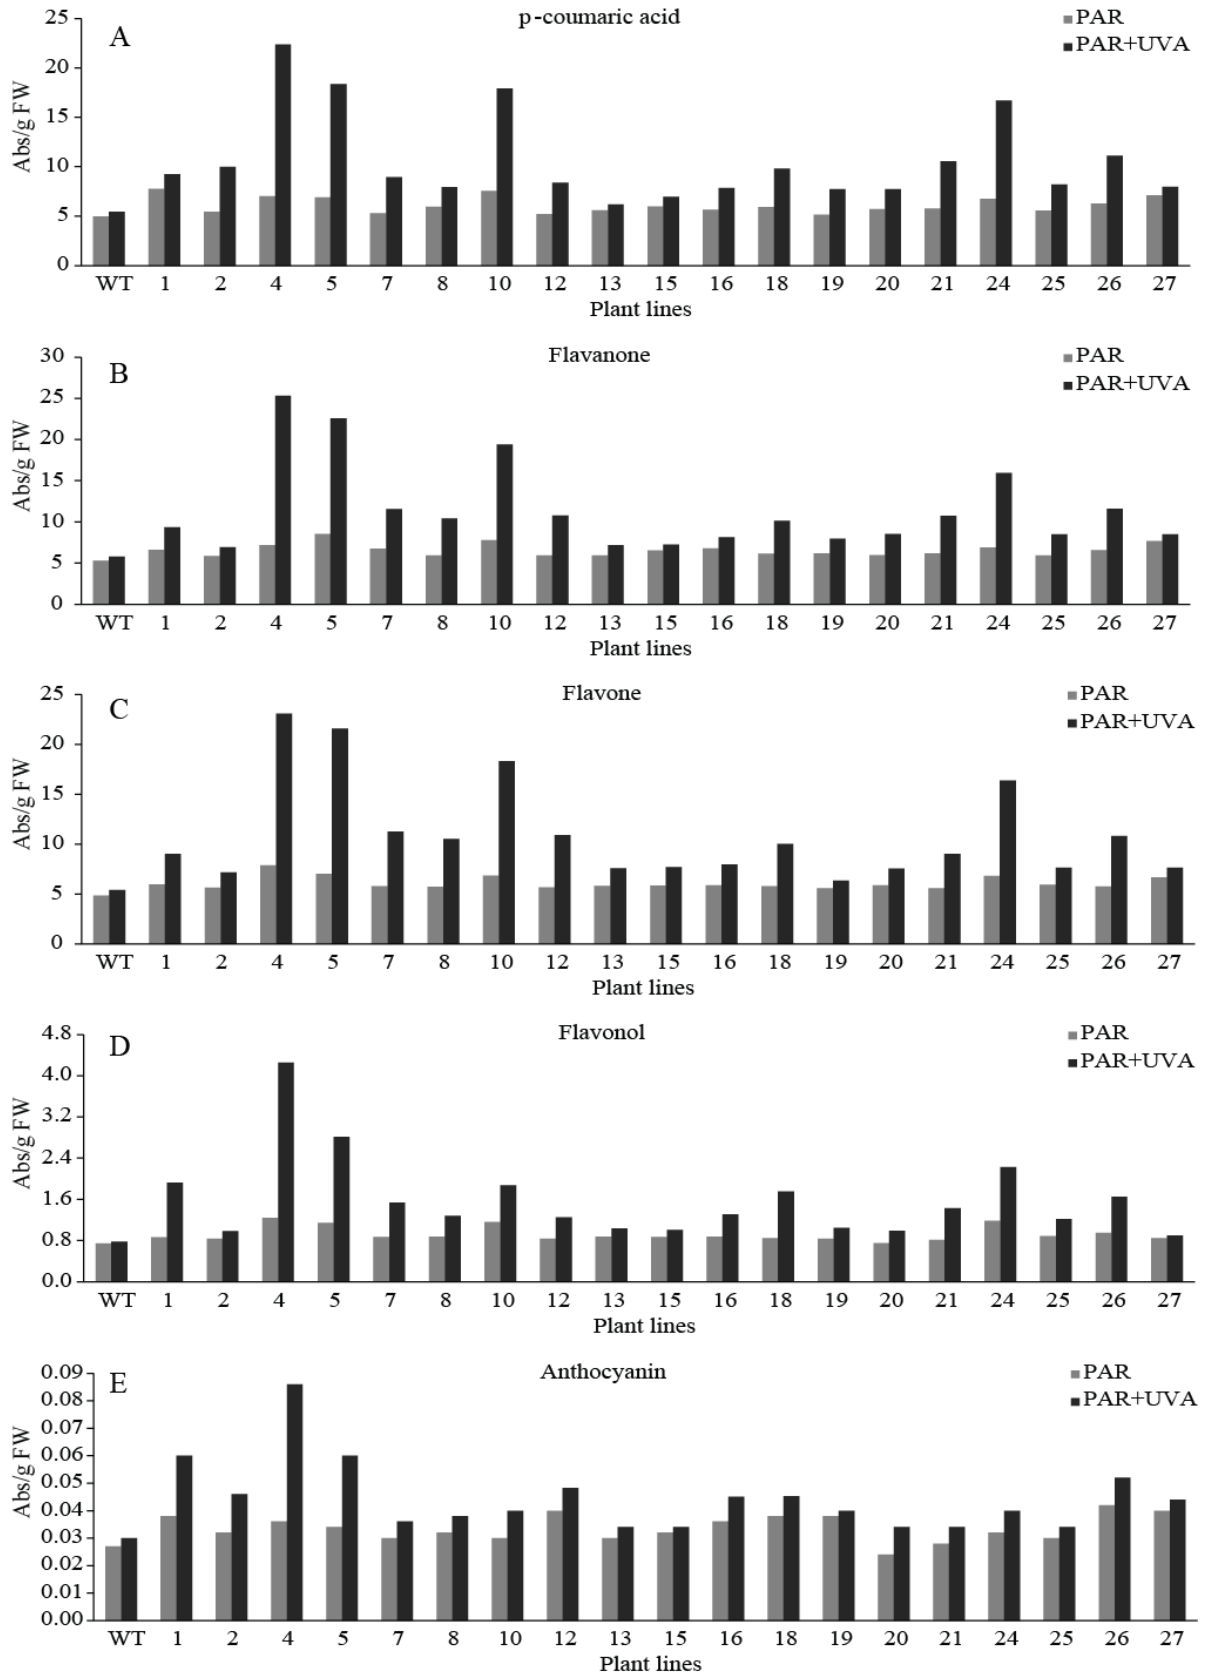 p-coumaric acid
A
PAR
PAR+UVA
Abs/g FW
25
20
15
10
5
0
WT 1 2 4 5 7 8 10 12 13 15 16 18 19 20 21 24 25 26 27
Plant lines
Flavanone
B
PAR
PAR+UVA
Abs/g FW
30
25
20
15
10
5
0
WT 1 2 4 5 7 8 10 12 13 15 16 18 19 20 21 24 25 26 27
Plant lines
Flavone
C
PAR
PAR+UVA
Abs/g FW
25
20
15
10
5
0
WT 1 2 4 5 7 8 10 12 13 15 16 18 19 20 21 24 25 26 27
Plant lines
Flavonol
D
PAR
PAR+UVA
Abs/g FW
4.8
4.0
3.2
2.4
1.6
0.8
0.0
WT 1 2 4 5 7 8 10 12 13 15 16 18 19 20 21 24 25 26 27
Plant lines
Anthocyanin
E
PAR
PAR+UVA
Abs/g FW
0.09
0.08
0.07
0.06
0.05
0.04
0.03
0.02
0.01
0.00
WT 1 2 4 5 7 8 10 12 13 15 16 18 19 20 21 24 25 26 27
Plant lines